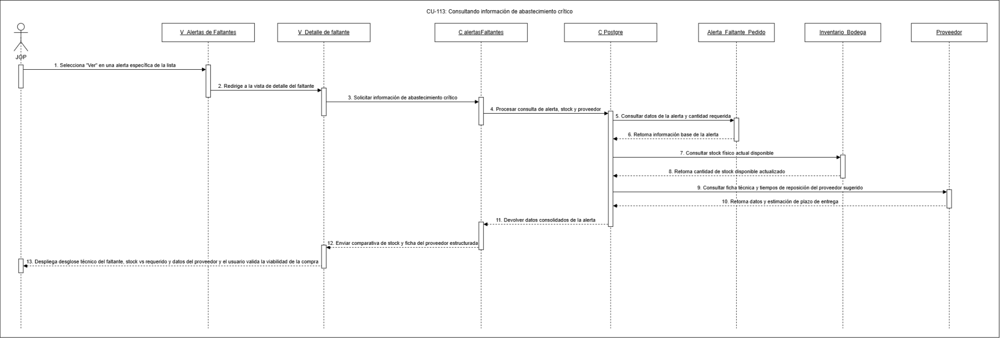 CU-113: Consultando información de abastecimiento crítico
JOP
V_Alertas de Faltantes
V_Detalle de faltante
C alertasFaltantes
C Postgre
Alerta_Faltante_Pedido
Inventario_Bodega
Proveedor
1. Selecciona "Ver" en una alerta específica de la lista
2. Redirige a la vista de detalle del faltante
3. Solicitar información de abastecimiento crítico
4. Procesar consulta de alerta, stock y proveedor
5. Consultar datos de la alerta y cantidad requerida
6. Retorna información base de la alerta
7. Consultar stock físico actual disponible
8. Retorna cantidad de stock disponible actualizado
9. Consultar ficha técnica y tiempos de reposición del proveedor sugerido
10. Retorna datos y estimación de plazo de entrega
11. Devolver datos consolidados de la alerta
12. Enviar comparativa de stock y ficha del proveedor estructurada
13. Despliega desglose técnico del faltante, stock vs requerido y datos del proveedor y el usuario valida la viabilidad de la compra